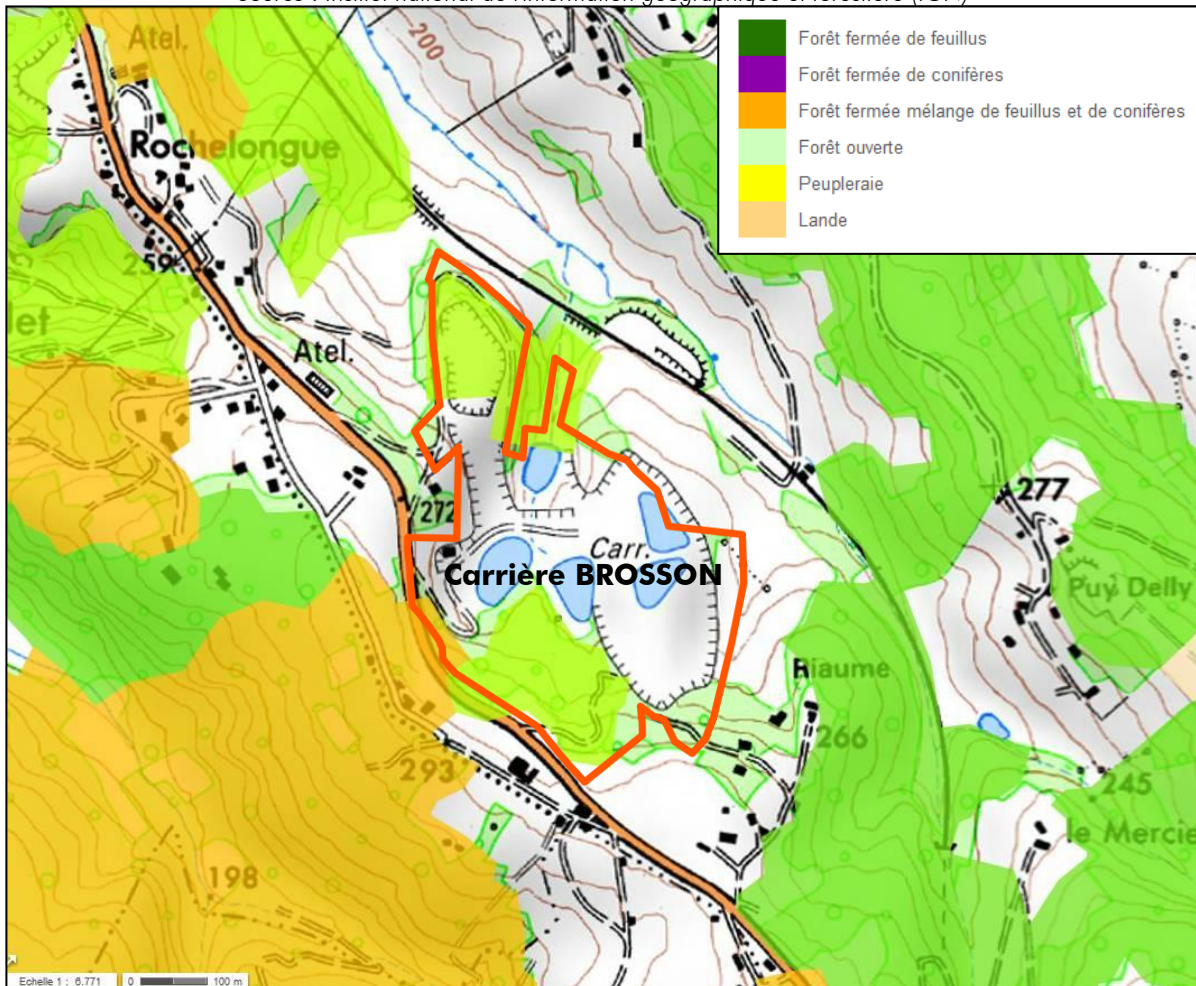 Forêt fermée de feuillus
Forêt fermée de conifères
Forêt fermée mélange de feuillus et de conifères
Forêt ouverte
Peupleraie
Lande
Atel.
200
Rochelongue
259
let
Atel.
277
272
Carr.
Carrière BROSSON
Puy Delly
Riaume
266
293
245
le Mercie
198
Echelle 1 : 6.771
0 100 m